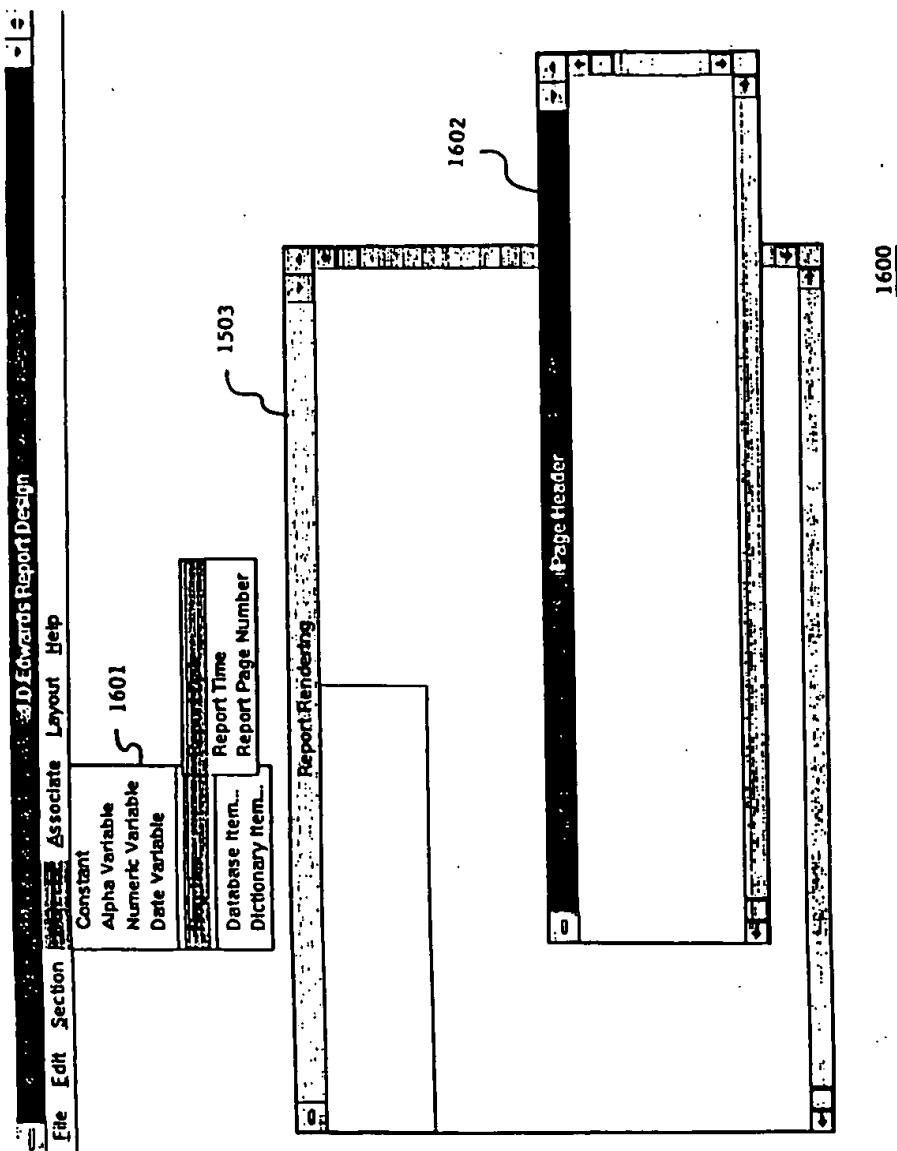 J D Edwards Report Design
File Edit Section Associate Layout Help
Constant
Alpha Variable
Numeric Variable
Date Variable
Report Time
Report Page Number
Database Item...
Dictionary Item...
1601
Report Rendering
1503
Page Header
1602
1600